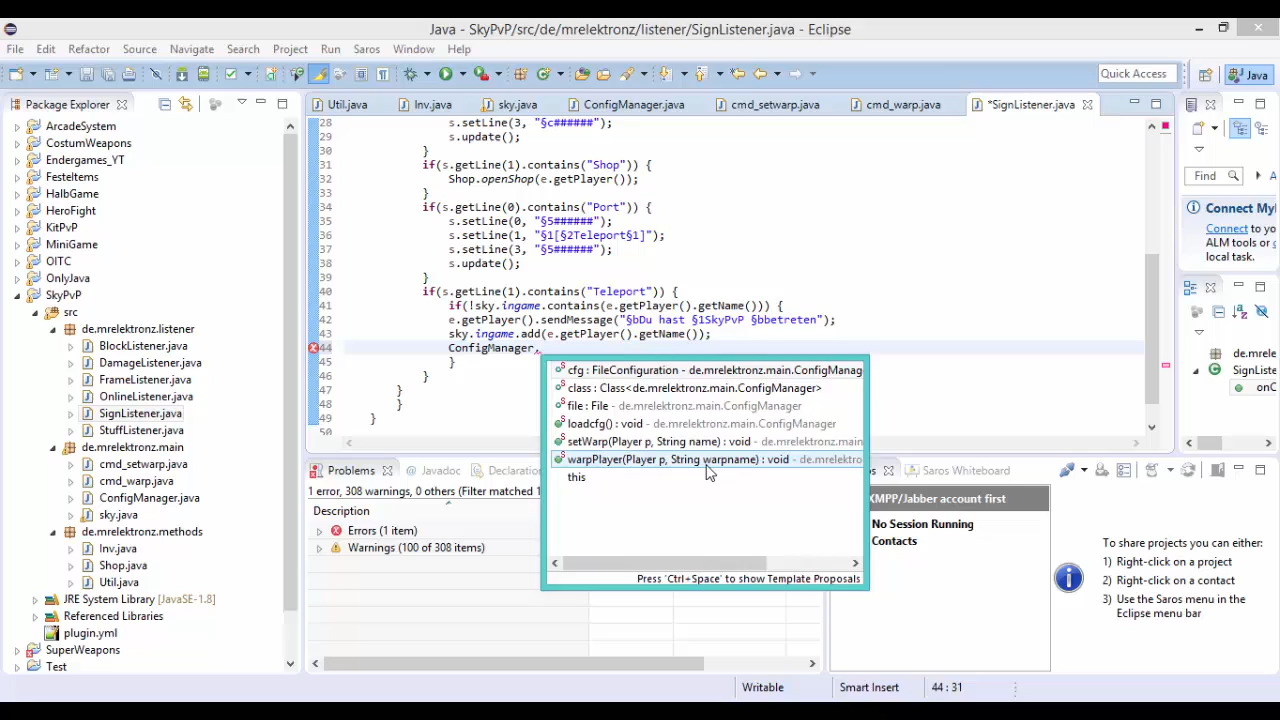 Java - SkyPvP/src/de/mrelektronz/listener/SignListener.java - Eclipse
File Edit Refactor Source Navigate Search Project Run Saros Window Help
Quick Access
Java
Package Explorer
ArcadeSystem
CostumWeapons
Endergames_YT
FesteItems
HalbGame
HeroFight
KitPvP
MiniGame
OITC
OnlyJava
SkyPvP
src
de.mrelektronz.listener
BlockListener.java
DamageListener.java
FrameListener.java
OnlineListener.java
SignListener.java
StuffListener.java
de.mrelektronz.main
cmd_setwarp.java
cmd_warp.java
ConfigManager.java
sky.java
de.mrelektronz.methods
Inv.java
Shop.java
Util.java
JRE System Library [JavaSE-1.8]
Referenced Libraries
plugin.yml
SuperWeapons
Test
Util.java Inv.java sky.java ConfigManager.java cmd_setwarp.java cmd_warp.java *SignListener.java
28 s.setLine(3, "§c######");
29 s.update();
30 }
31 if(s.getLine(1).contains("Shop")) {
32 Shop.openShop(e.getPlayer());
33 }
34 if(s.getLine(0).contains("Port")) {
35 s.setLine(0, "§5######");
36 s.setLine(1, "§1[§2Teleport§1]");
37 s.setLine(3, "§5######");
38 s.update();
39 }
40 if(s.getLine(1).contains("Teleport")) {
41 if(!sky.ingame.contains(e.getPlayer().getName())) {
42 e.getPlayer().sendMessage("§bDu hast §1SkyPvP §bbetreten");
43 sky.ingame.add(e.getPlayer().getName());
44 ConfigManager.
45 }
46 }
47 }
48 }
49 }
50
cfg : FileConfiguration - de.mrelektronz.main.ConfigManag
class : Class<de.mrelektronz.main.ConfigManager>
file : File - de.mrelektronz.main.ConfigManager
loadcfg() : void - de.mrelektronz.main.ConfigManager
setWarp(Player p, String name) : void - de.mrelektronz.main
warpPlayer(Player p, String warpname) : void - de.mrelektro
this
Press 'Ctrl+Space' to show Template Proposals
Problems Javadoc Declaration
1 error, 308 warnings, 0 others (Filter matched 1
Description
Errors (1 item)
Warnings (100 of 308 items)
Saros Whiteboard
XMPP/Jabber account first
No Session Running
Contacts
To share projects you can either:
1) Right-click on a project
2) Right-click on a contact
3) Use the Saros menu in the
Eclipse menu bar
Find
A
Connect My
Connect to yo
ALM tools or
local task.
de.mrele
SignListe
onC
Writable Smart Insert 44 : 31